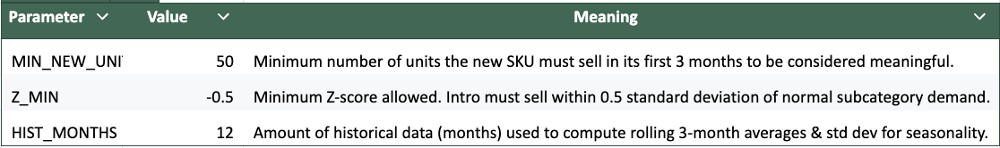 Parameter Value Meaning
MIN_NEW_UNI 50 Minimum number of units the new SKU must sell in its first 3 months to be considered meaningful.
Z_MIN -0.5 Minimum Z-score allowed. Intro must sell within 0.5 standard deviation of normal subcategory demand.
HIST_MONTHS 12 Amount of historical data (months) used to compute rolling 3-month averages & std dev for seasonality.